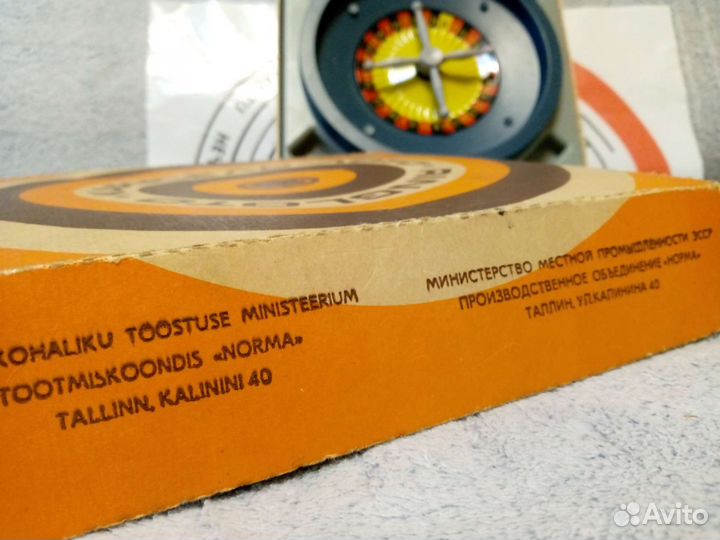 KOHALIKU TÖÖSTUSE MINISTEERIUM
TOOTMISKOONDIS «NORMA»
TALLINN, KALININI 40
МИНИСТЕРСТВО МЕСТНОЙ ПРОМЫШЛЕННОСТИ ЭССР
ПРОИЗВОДСТВЕННОЕ ОБЪЕДИНЕНИЕ «НОРМА»
ТАЛЛИН, УЛ.КАЛИНИНА 40
Avito